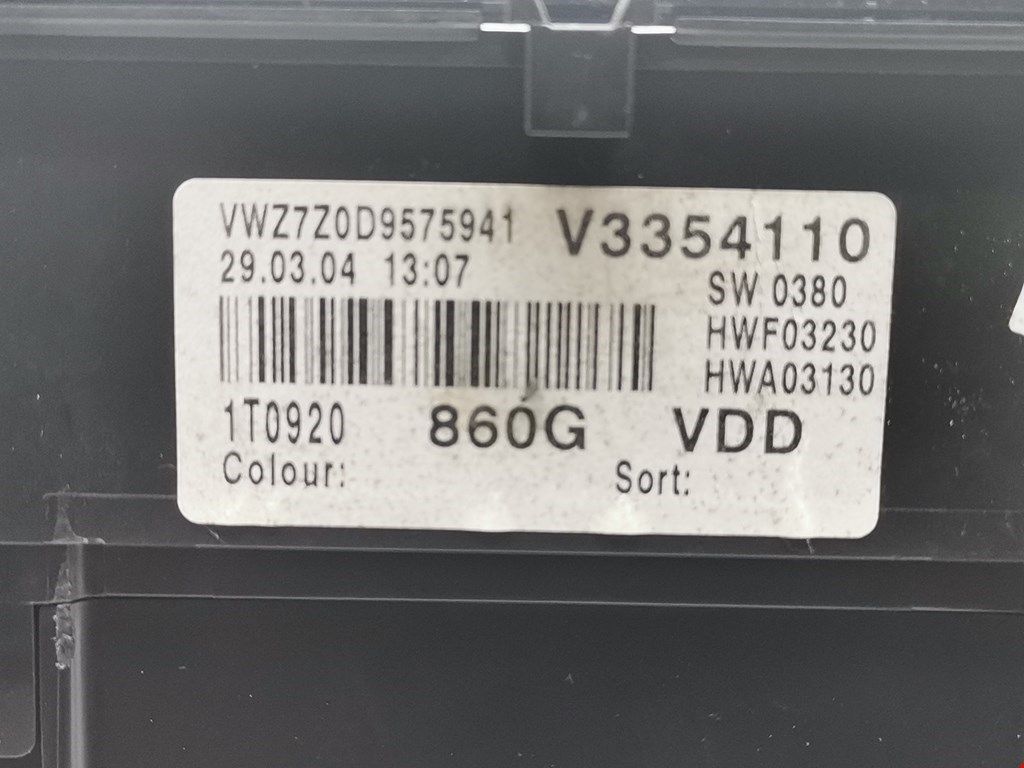 VWZ7Z0D9575941 V3354110
29.03.04 13:07 SW 0380
HWF03230
HWA03130
1T0920 860G VDD
Colour: Sort: